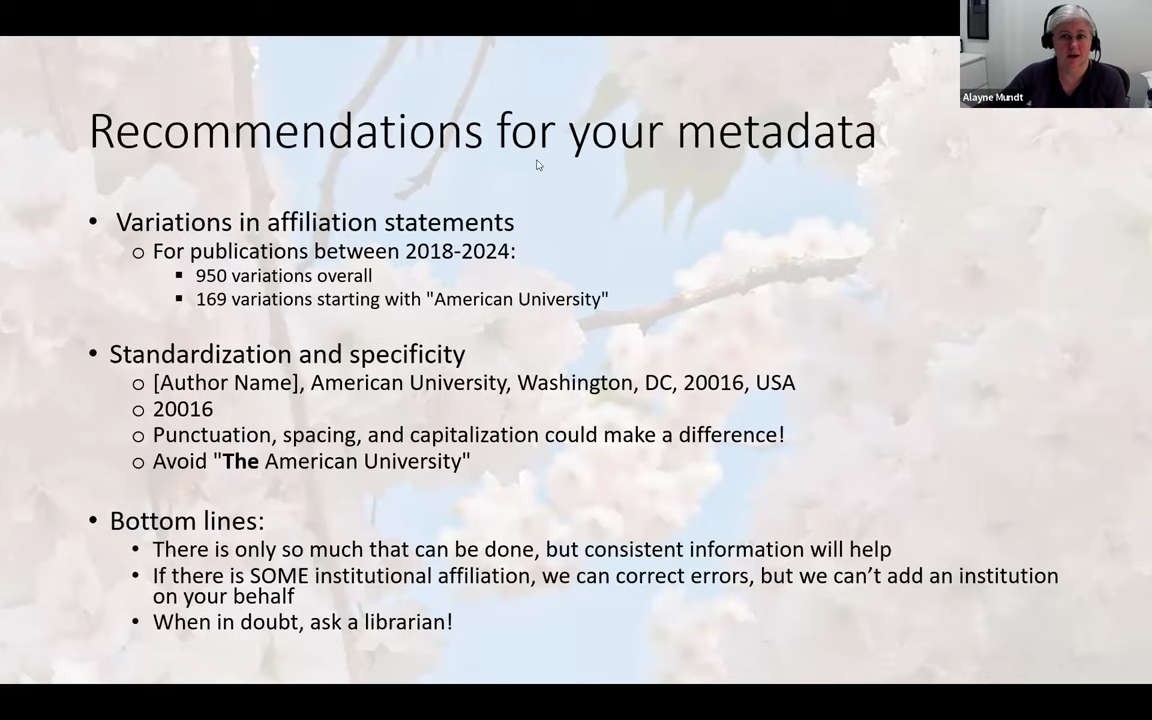 Alayne Mundt
Recommendations for your metadata
• Variations in affiliation statements
o For publications between 2018-2024:
▪ 950 variations overall
▪ 169 variations starting with "American University"
• Standardization and specificity
o [Author Name], American University, Washington, DC, 20016, USA
o 20016
o Punctuation, spacing, and capitalization could make a difference!
o Avoid "The American University"
• Bottom lines:
• There is only so much that can be done, but consistent information will help
• If there is SOME institutional affiliation, we can correct errors, but we can’t add an institution
on your behalf
• When in doubt, ask a librarian!